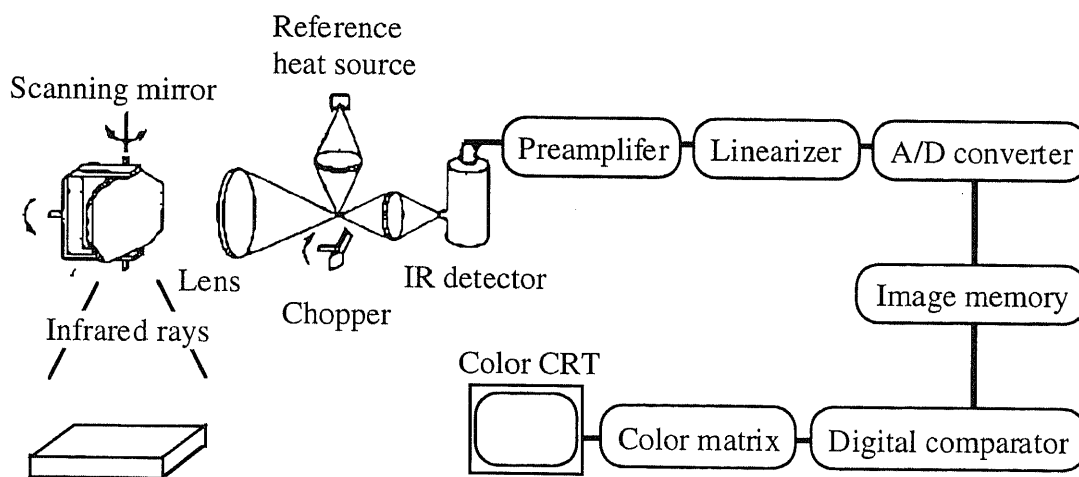 Reference
heat source
Scanning mirror
Preamplifer
Linearizer
A/D converter
Lens
IR detector
Chopper
Infrared rays
Image memory
Color CRT
Color matrix
Digital comparator